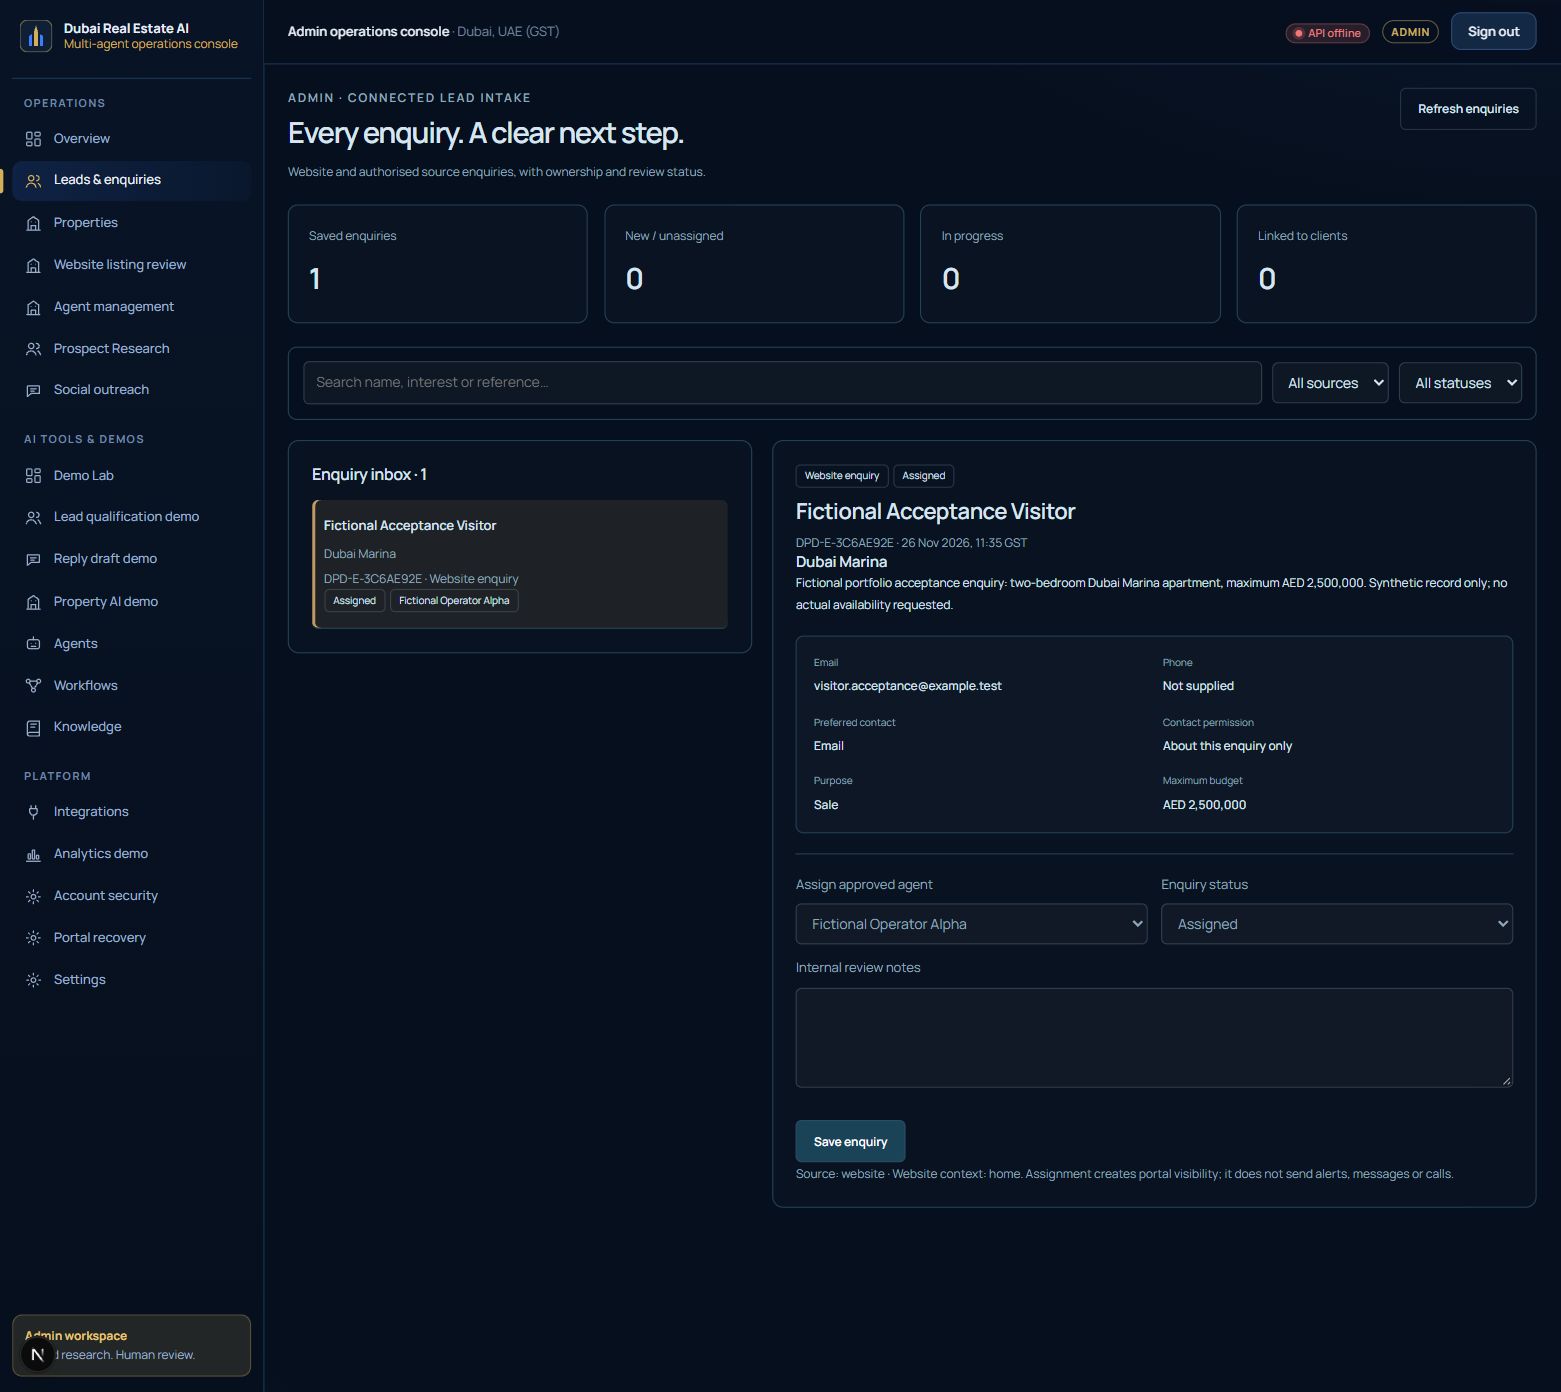 Dubai Real Estate AI
Multi-agent operations console
OPERATIONS
Overview
Leads & enquiries
Properties
Website listing review
Agent management
Prospect Research
Social outreach
AI TOOLS & DEMOS
Demo Lab
Lead qualification demo
Reply draft demo
Property AI demo
Agents
Workflows
Knowledge
PLATFORM
Integrations
Analytics demo
Account security
Portal recovery
Settings
Admin workspace
research. Human review.
N
Admin operations console · Dubai, UAE (GST)
API offline
ADMIN
Sign out
ADMIN · CONNECTED LEAD INTAKE
Every enquiry. A clear next step.
Website and authorised source enquiries, with ownership and review status.
Refresh enquiries
Saved enquiries
1
New / unassigned
0
In progress
0
Linked to clients
0
Search name, interest or reference...
All sources
All statuses
Enquiry inbox · 1
Fictional Acceptance Visitor
Dubai Marina
DPD-E-3C6AE92E · Website enquiry
Assigned
Fictional Operator Alpha
Website enquiry
Assigned
Fictional Acceptance Visitor
DPD-E-3C6AE92E · 26 Nov 2026, 11:35 GST
Dubai Marina
Fictional portfolio acceptance enquiry: two-bedroom Dubai Marina apartment, maximum AED 2,500,000. Synthetic record only; no
actual availability requested.
Email
visitor.acceptance@example.test
Phone
Not supplied
Preferred contact
Email
Contact permission
About this enquiry only
Purpose
Sale
Maximum budget
AED 2,500,000
Assign approved agent
Fictional Operator Alpha
Enquiry status
Assigned
Internal review notes
Save enquiry
Source: website · Website context: home. Assignment creates portal visibility; it does not send alerts, messages or calls.